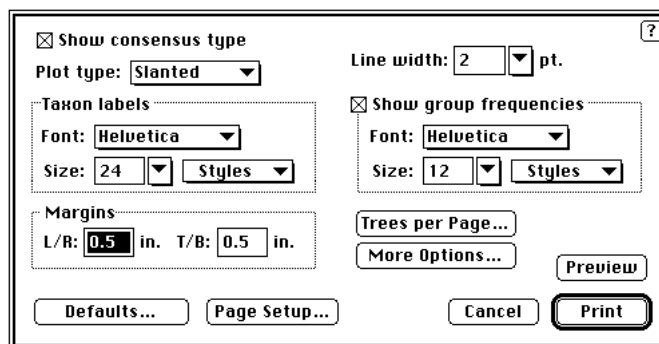 ?
Show consensus type
Plot type: Slanted
Line width: 2 pt.
Taxon labels
Font: Helvetica
Size: 24 Styles
Show group frequencies
Font: Helvetica
Size: 12 Styles
Margins
L/R: 0.5 in. T/B: 0.5 in.
Trees per Page...
More Options...
Preview
Defaults... Page Setup... Cancel Print